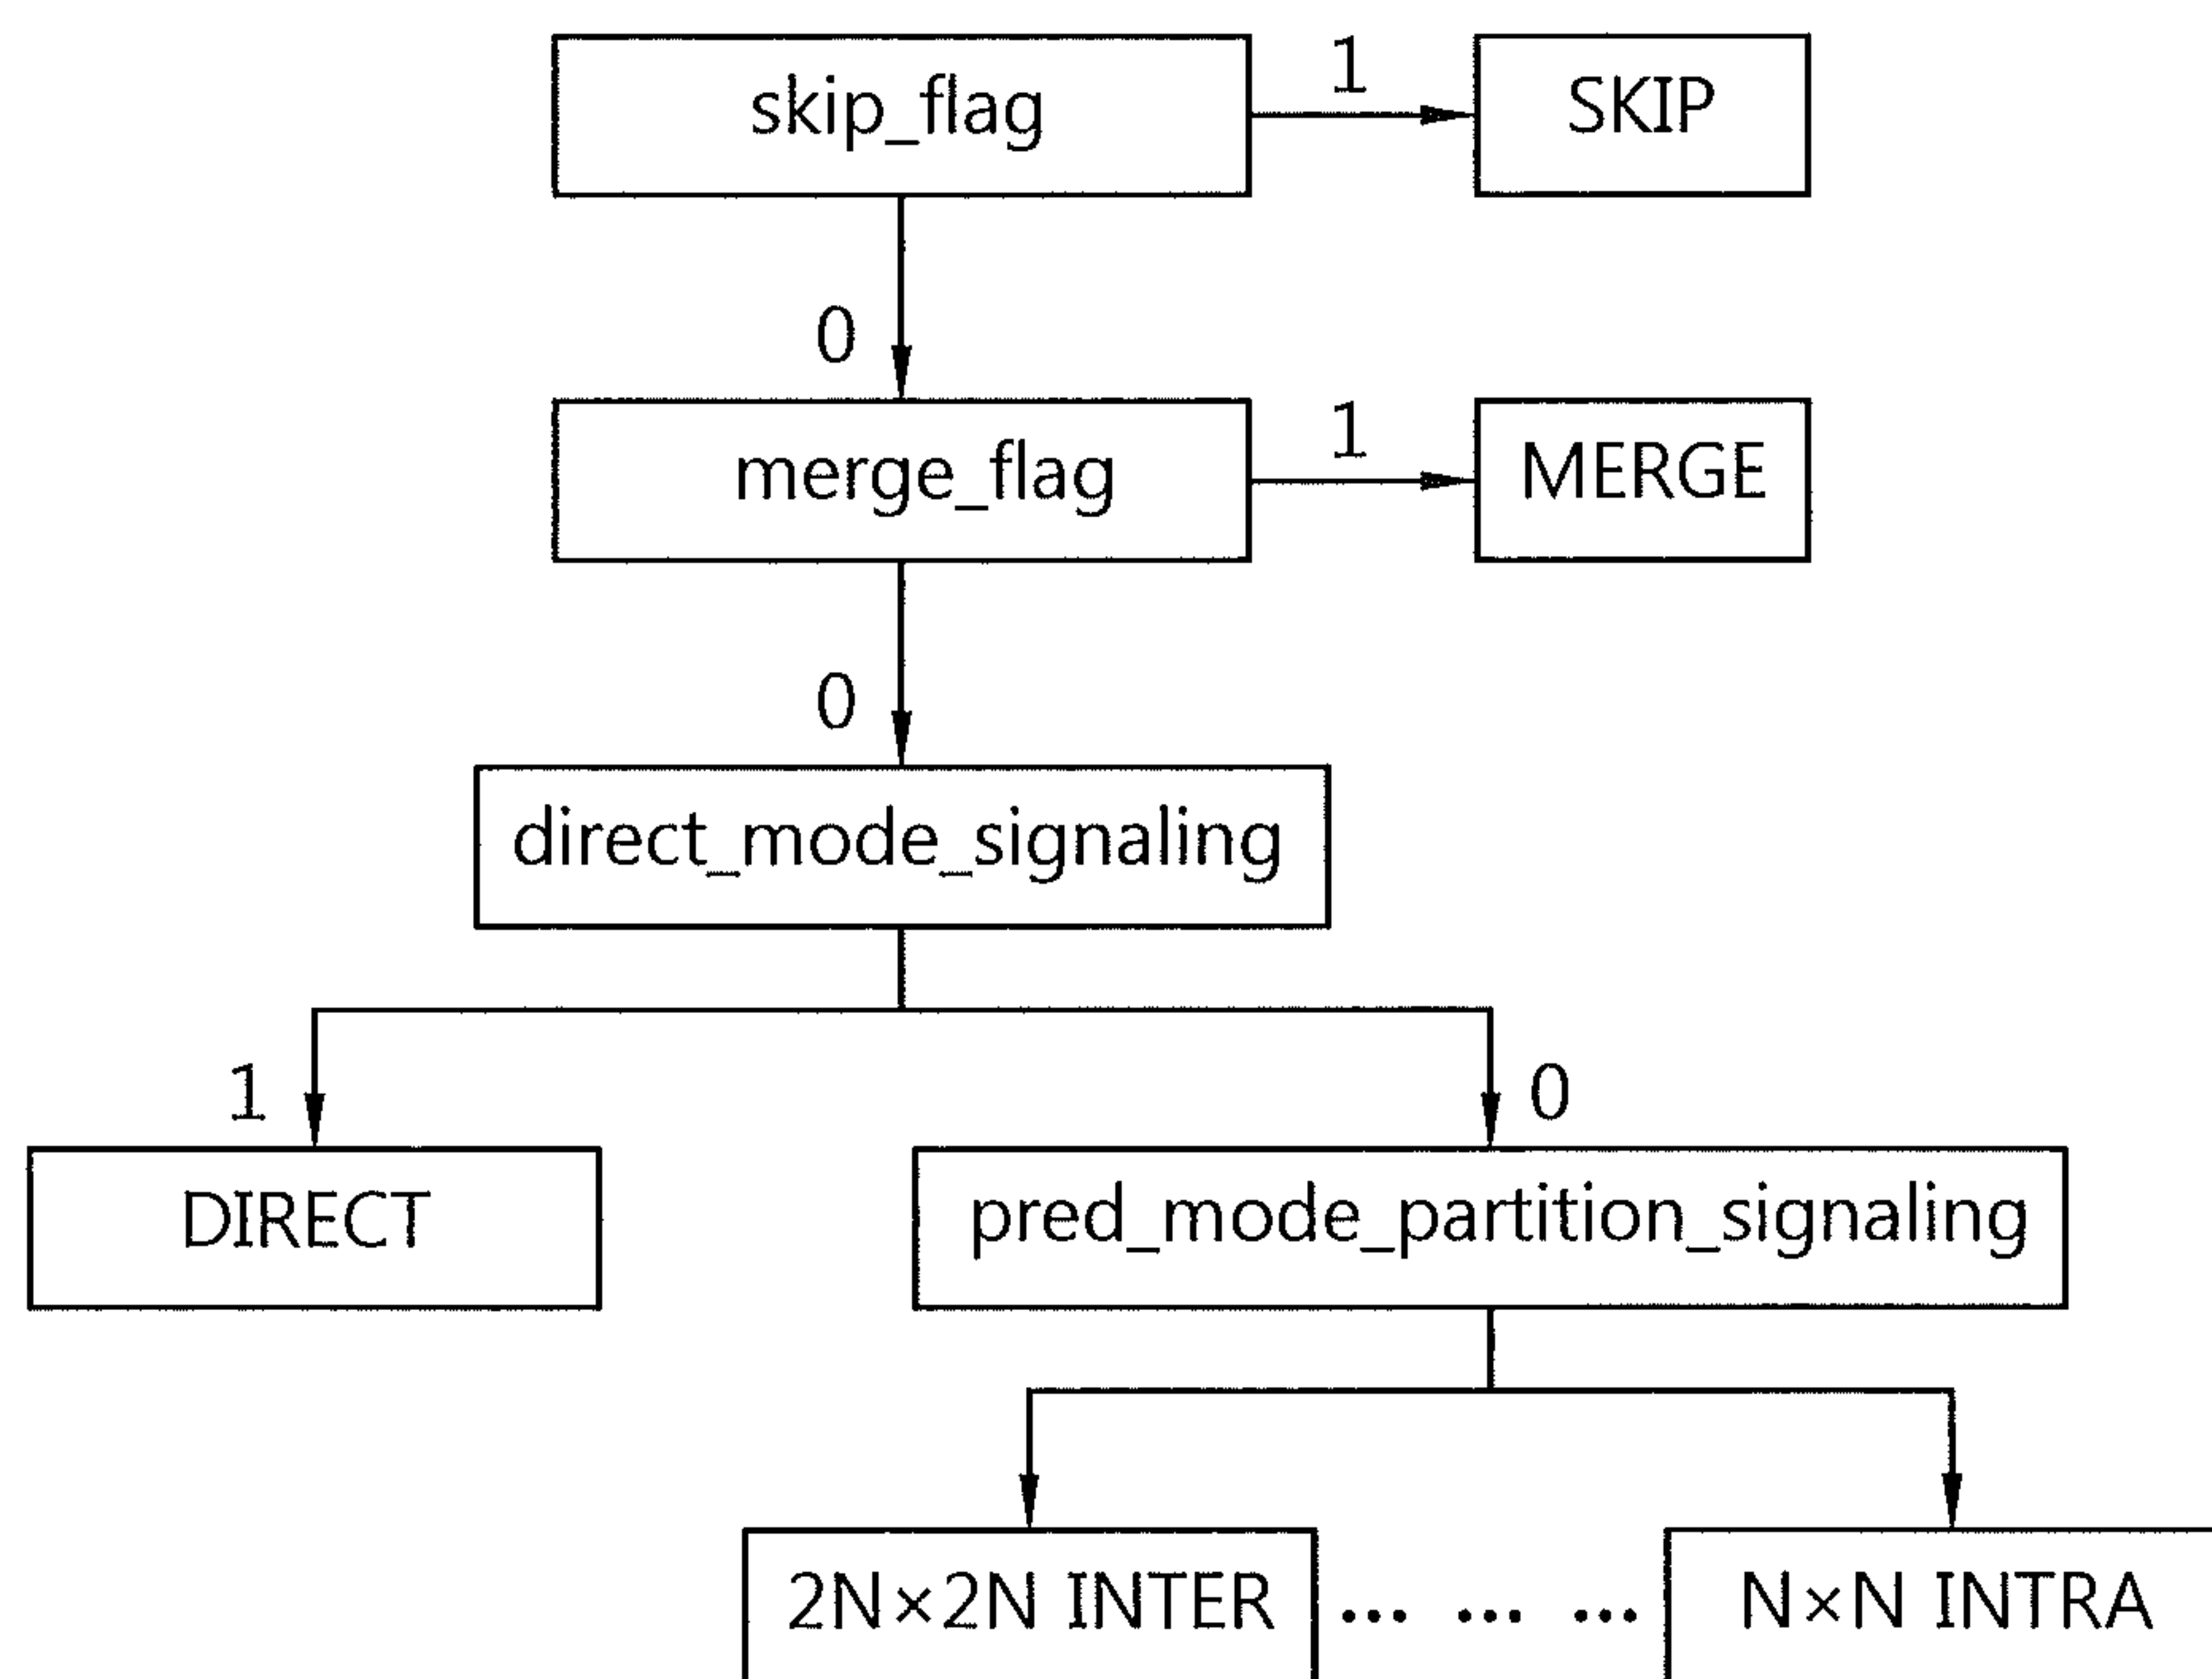 skip_flag
1
SKIP
0
merge_flag
1
MERGE
0
direct_mode_signaling
1
0
DIRECT
pred_mode_partition_signaling
2N×2N INTER
... ... ...
N×N INTRA